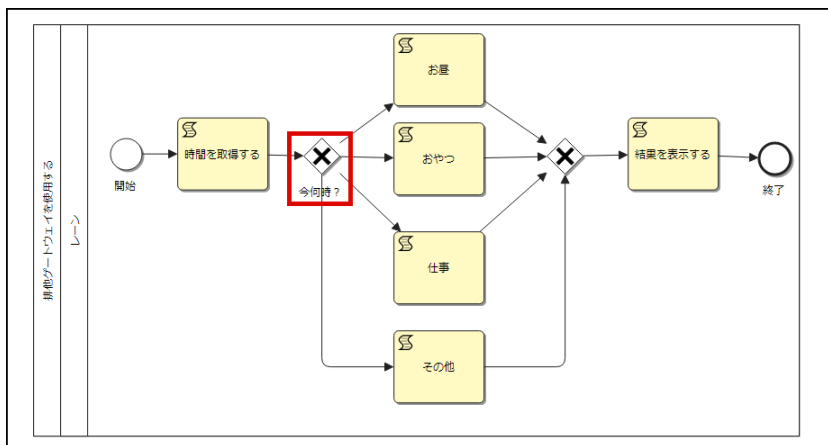 排他ゲートウェイを使用する
レーン
開始
時間を取得する
今何時？
お昼
おやつ
仕事
その他
結果を表示する
終了